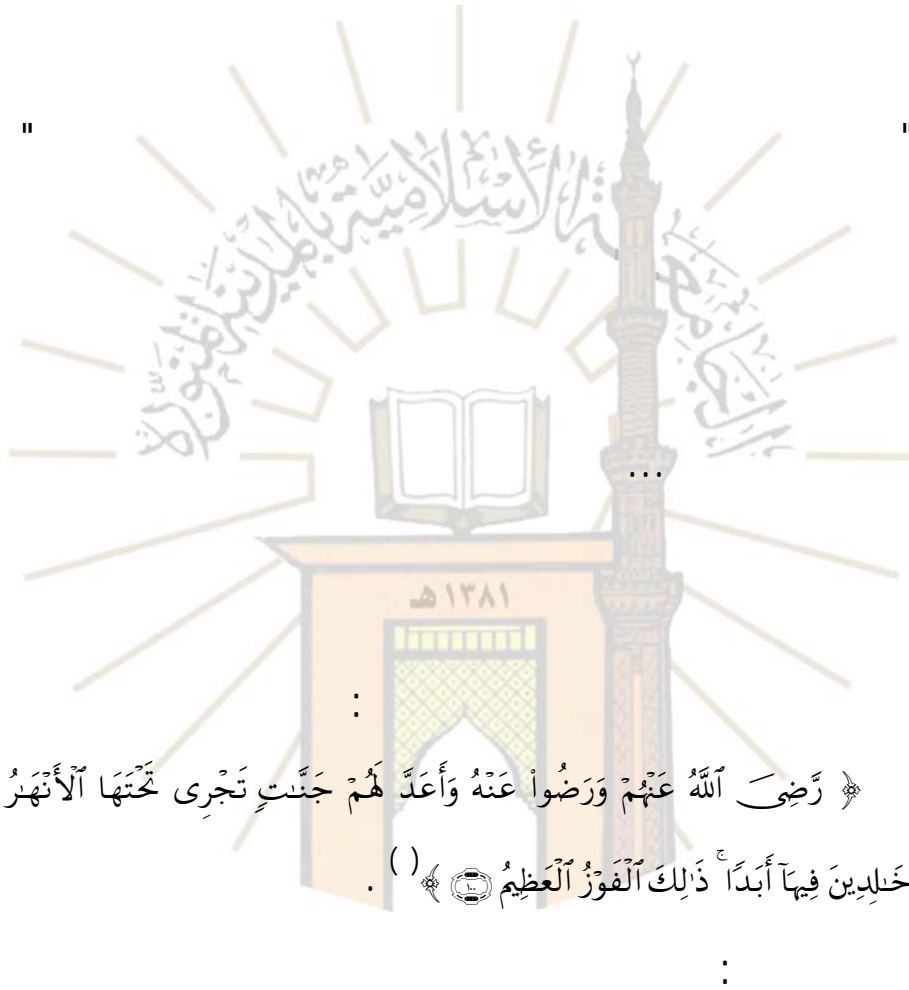 " "
الجامعة الإسلامية بالمدينة المنورة
...
١٣٨١ هـ
:
﴿ رَّضِيَ ٱللَّهُ عَنْهُمْ وَرَضُوا۟ عَنْهُ وَأَعَدَّ لَهُمْ جَنَّـٰتٍ تَجْرِى تَحْتَهَا ٱلْأَنْهَـٰرُ
خَـٰلِدِينَ فِيهَآ أَبَدًا ۚ ذَٰلِكَ ٱلْفَوْزُ ٱلْعَظِيمُ ١٠٠ ﴾( ) .
: